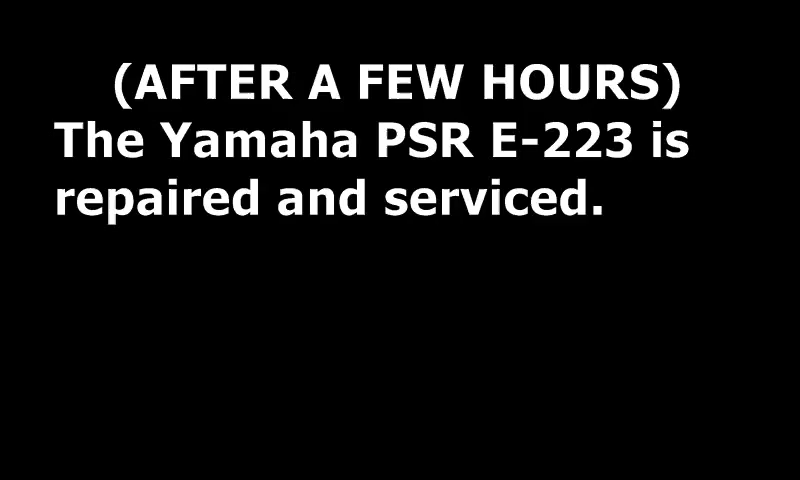 (AFTER A FEW HOURS)
The Yamaha PSR E-223 is
repaired and serviced.